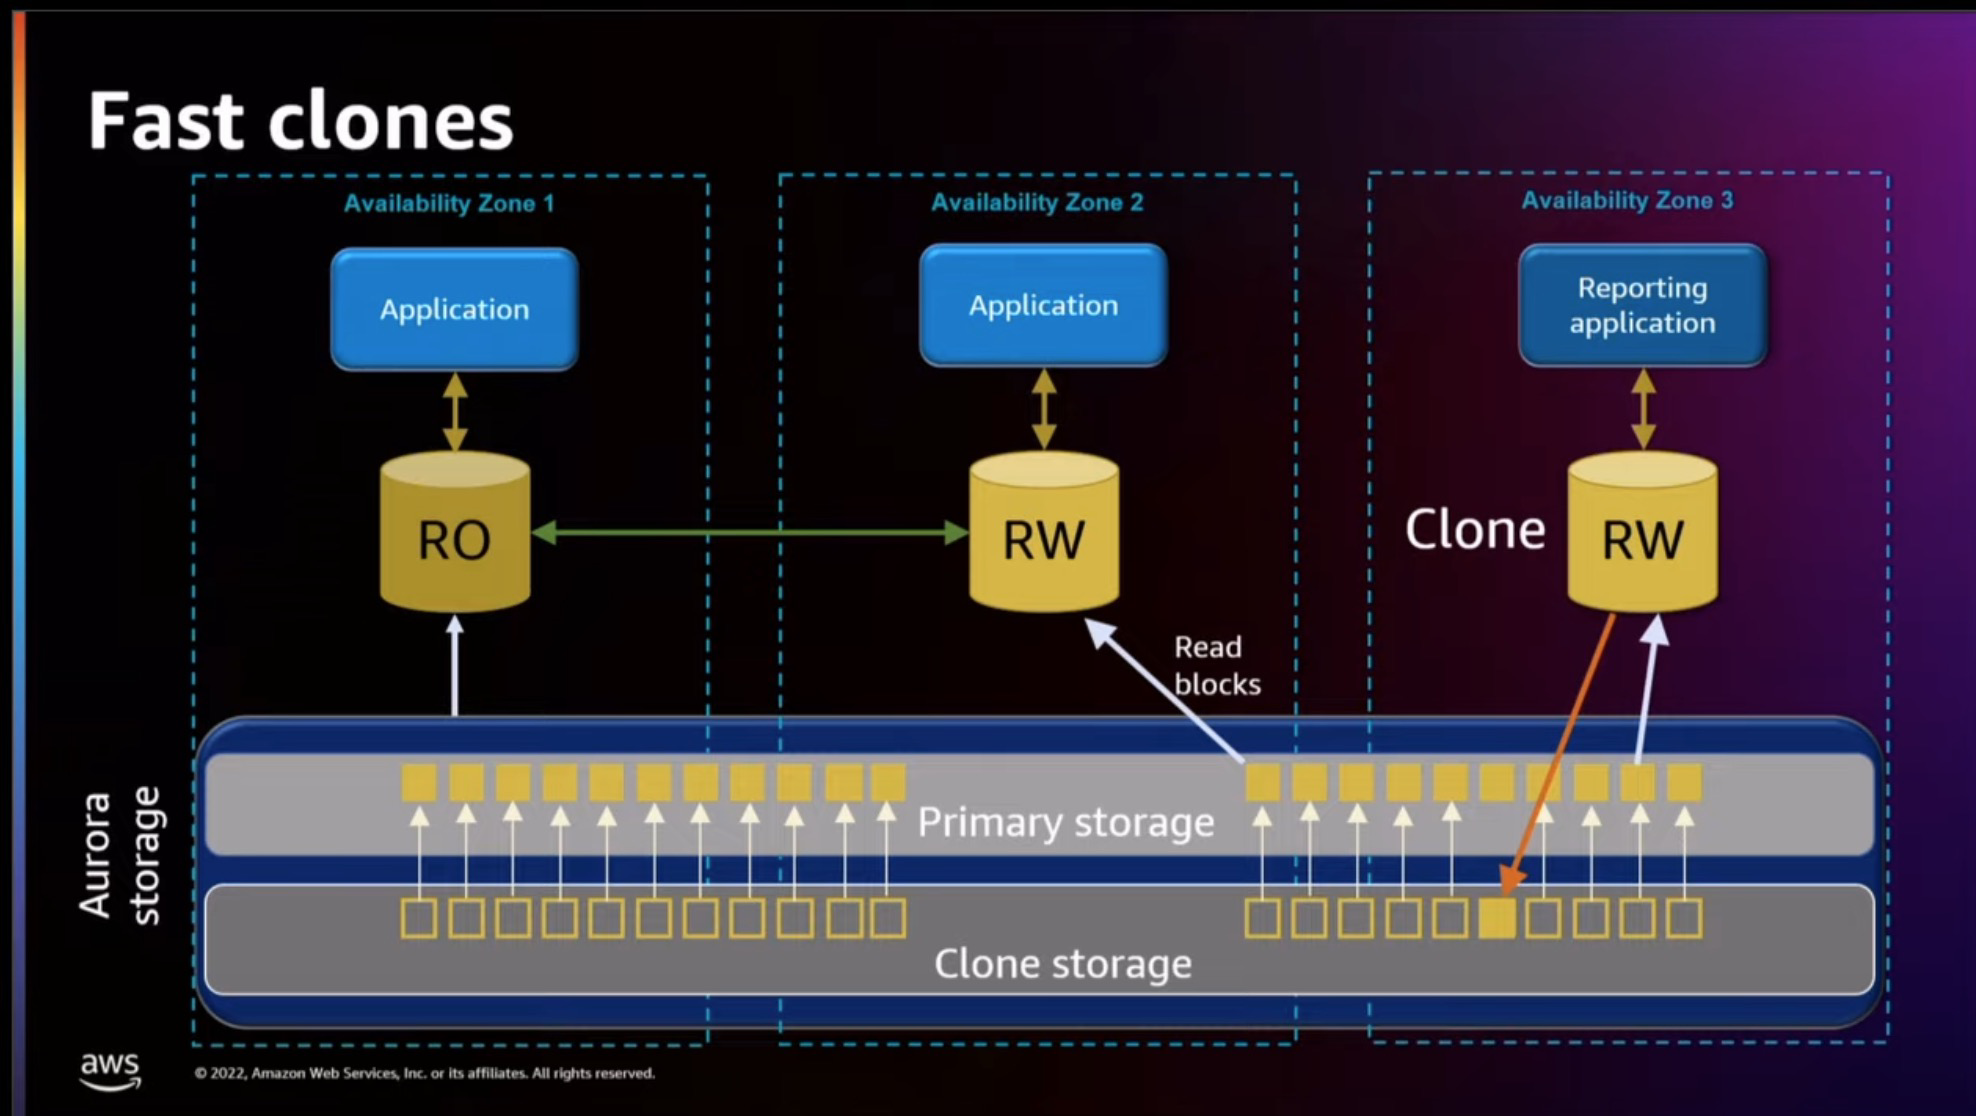 Fast clones
Availability Zone 1
Availability Zone 2
Availability Zone 3
Application
Application
Reporting
application
RO
RW
Clone
RW
Read
blocks
Aurora
storage
Primary storage
Clone storage
aws
© 2022, Amazon Web Services, Inc. or its affiliates. All rights reserved.